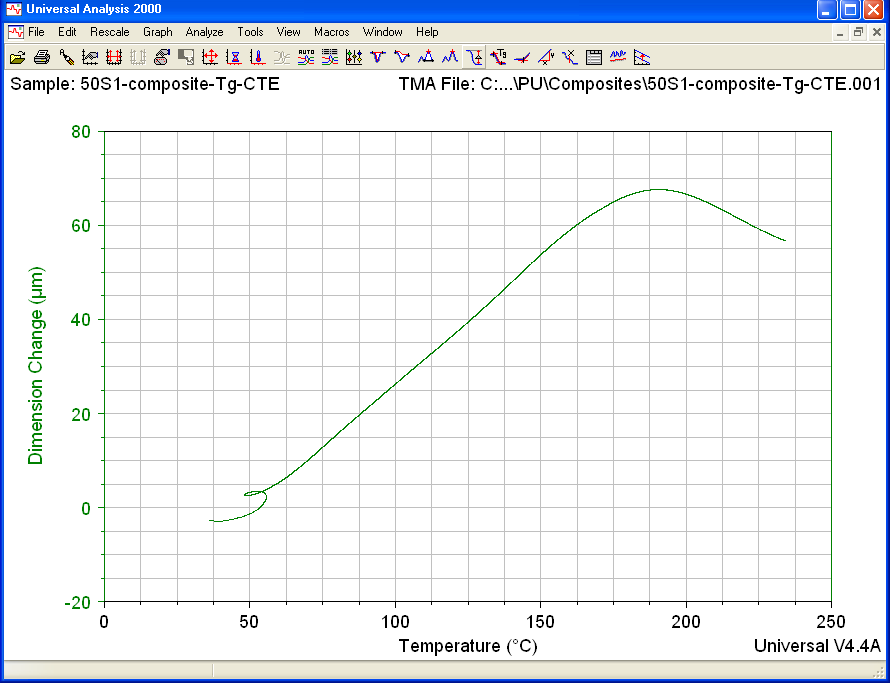 Universal Analysis 2000
File Edit Rescale Graph Analyze Tools View Macros Window Help
Sample: 50S1-composite-Tg-CTE TMA File: C:...\PU\Composites\50S1-composite-Tg-CTE.001
80
60
40
20
0
-20
Dimension Change (µm)
0 50 100 150 200 250
Temperature (°C)
Universal V4.4A